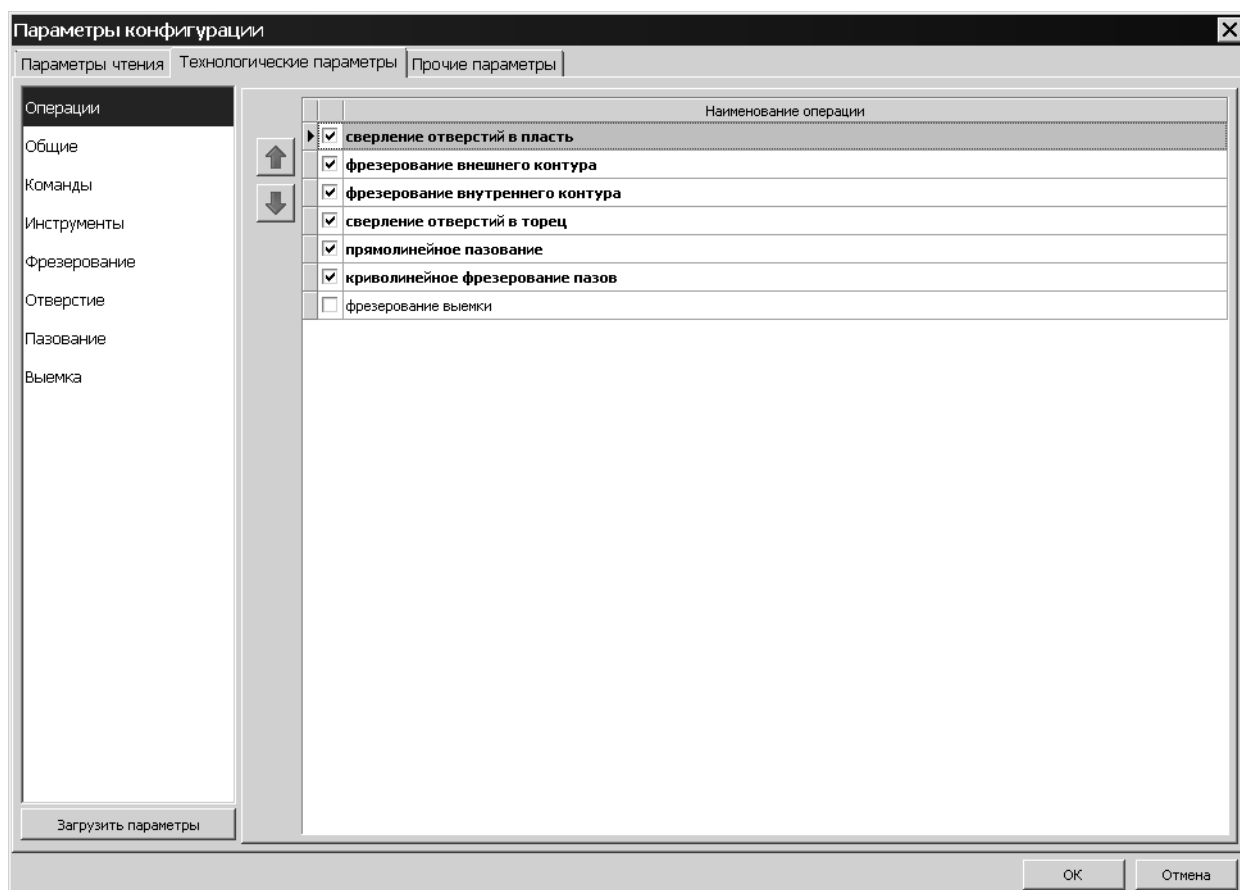 Параметры конфигурации
Параметры чтения Технологические параметры Прочие параметры
Операции
Общие
Команды
Инструменты
Фрезерование
Отверстие
Пазование
Выемка
Загрузить параметры
Наименование операции
сверление отверстий в пласть
фрезерование внешнего контура
фрезерование внутреннего контура
сверление отверстий в торец
прямолинейное пазование
криволинейное фрезерование пазов
фрезерование выемки
ОК Отмена